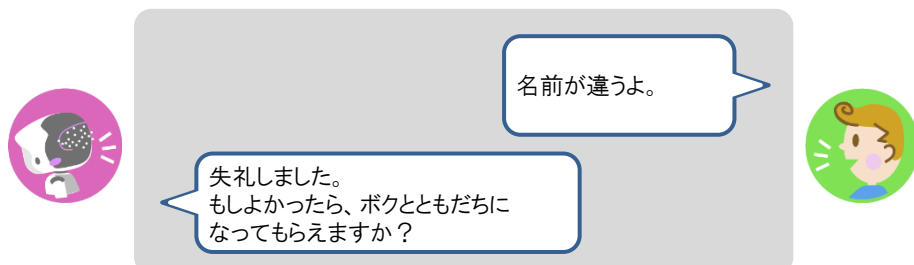 名前が違うよ。
失礼しました。
もしよかったら、ボクとともだちに
なってもらえますか？